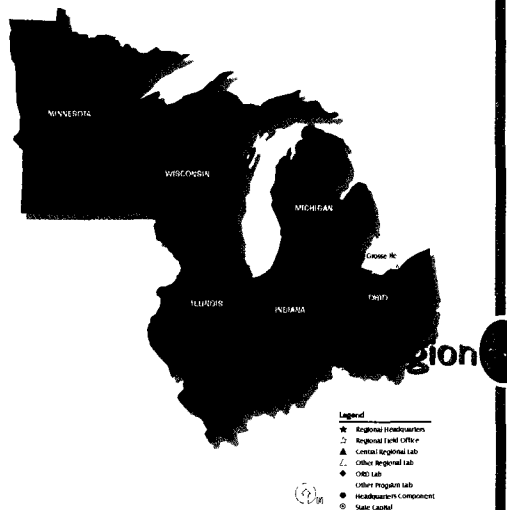 MINNESOTA
WISCONSIN
MICHIGAN
Grosse Ile
ILLINOIS
INDIANA
OHIO
gion
Legend
Regional Headquarters
Regional Field Office
Central Regional Lab
Other Regional Lab
ORD Lab
Other Program Lab
Headquarters Component
State Capital